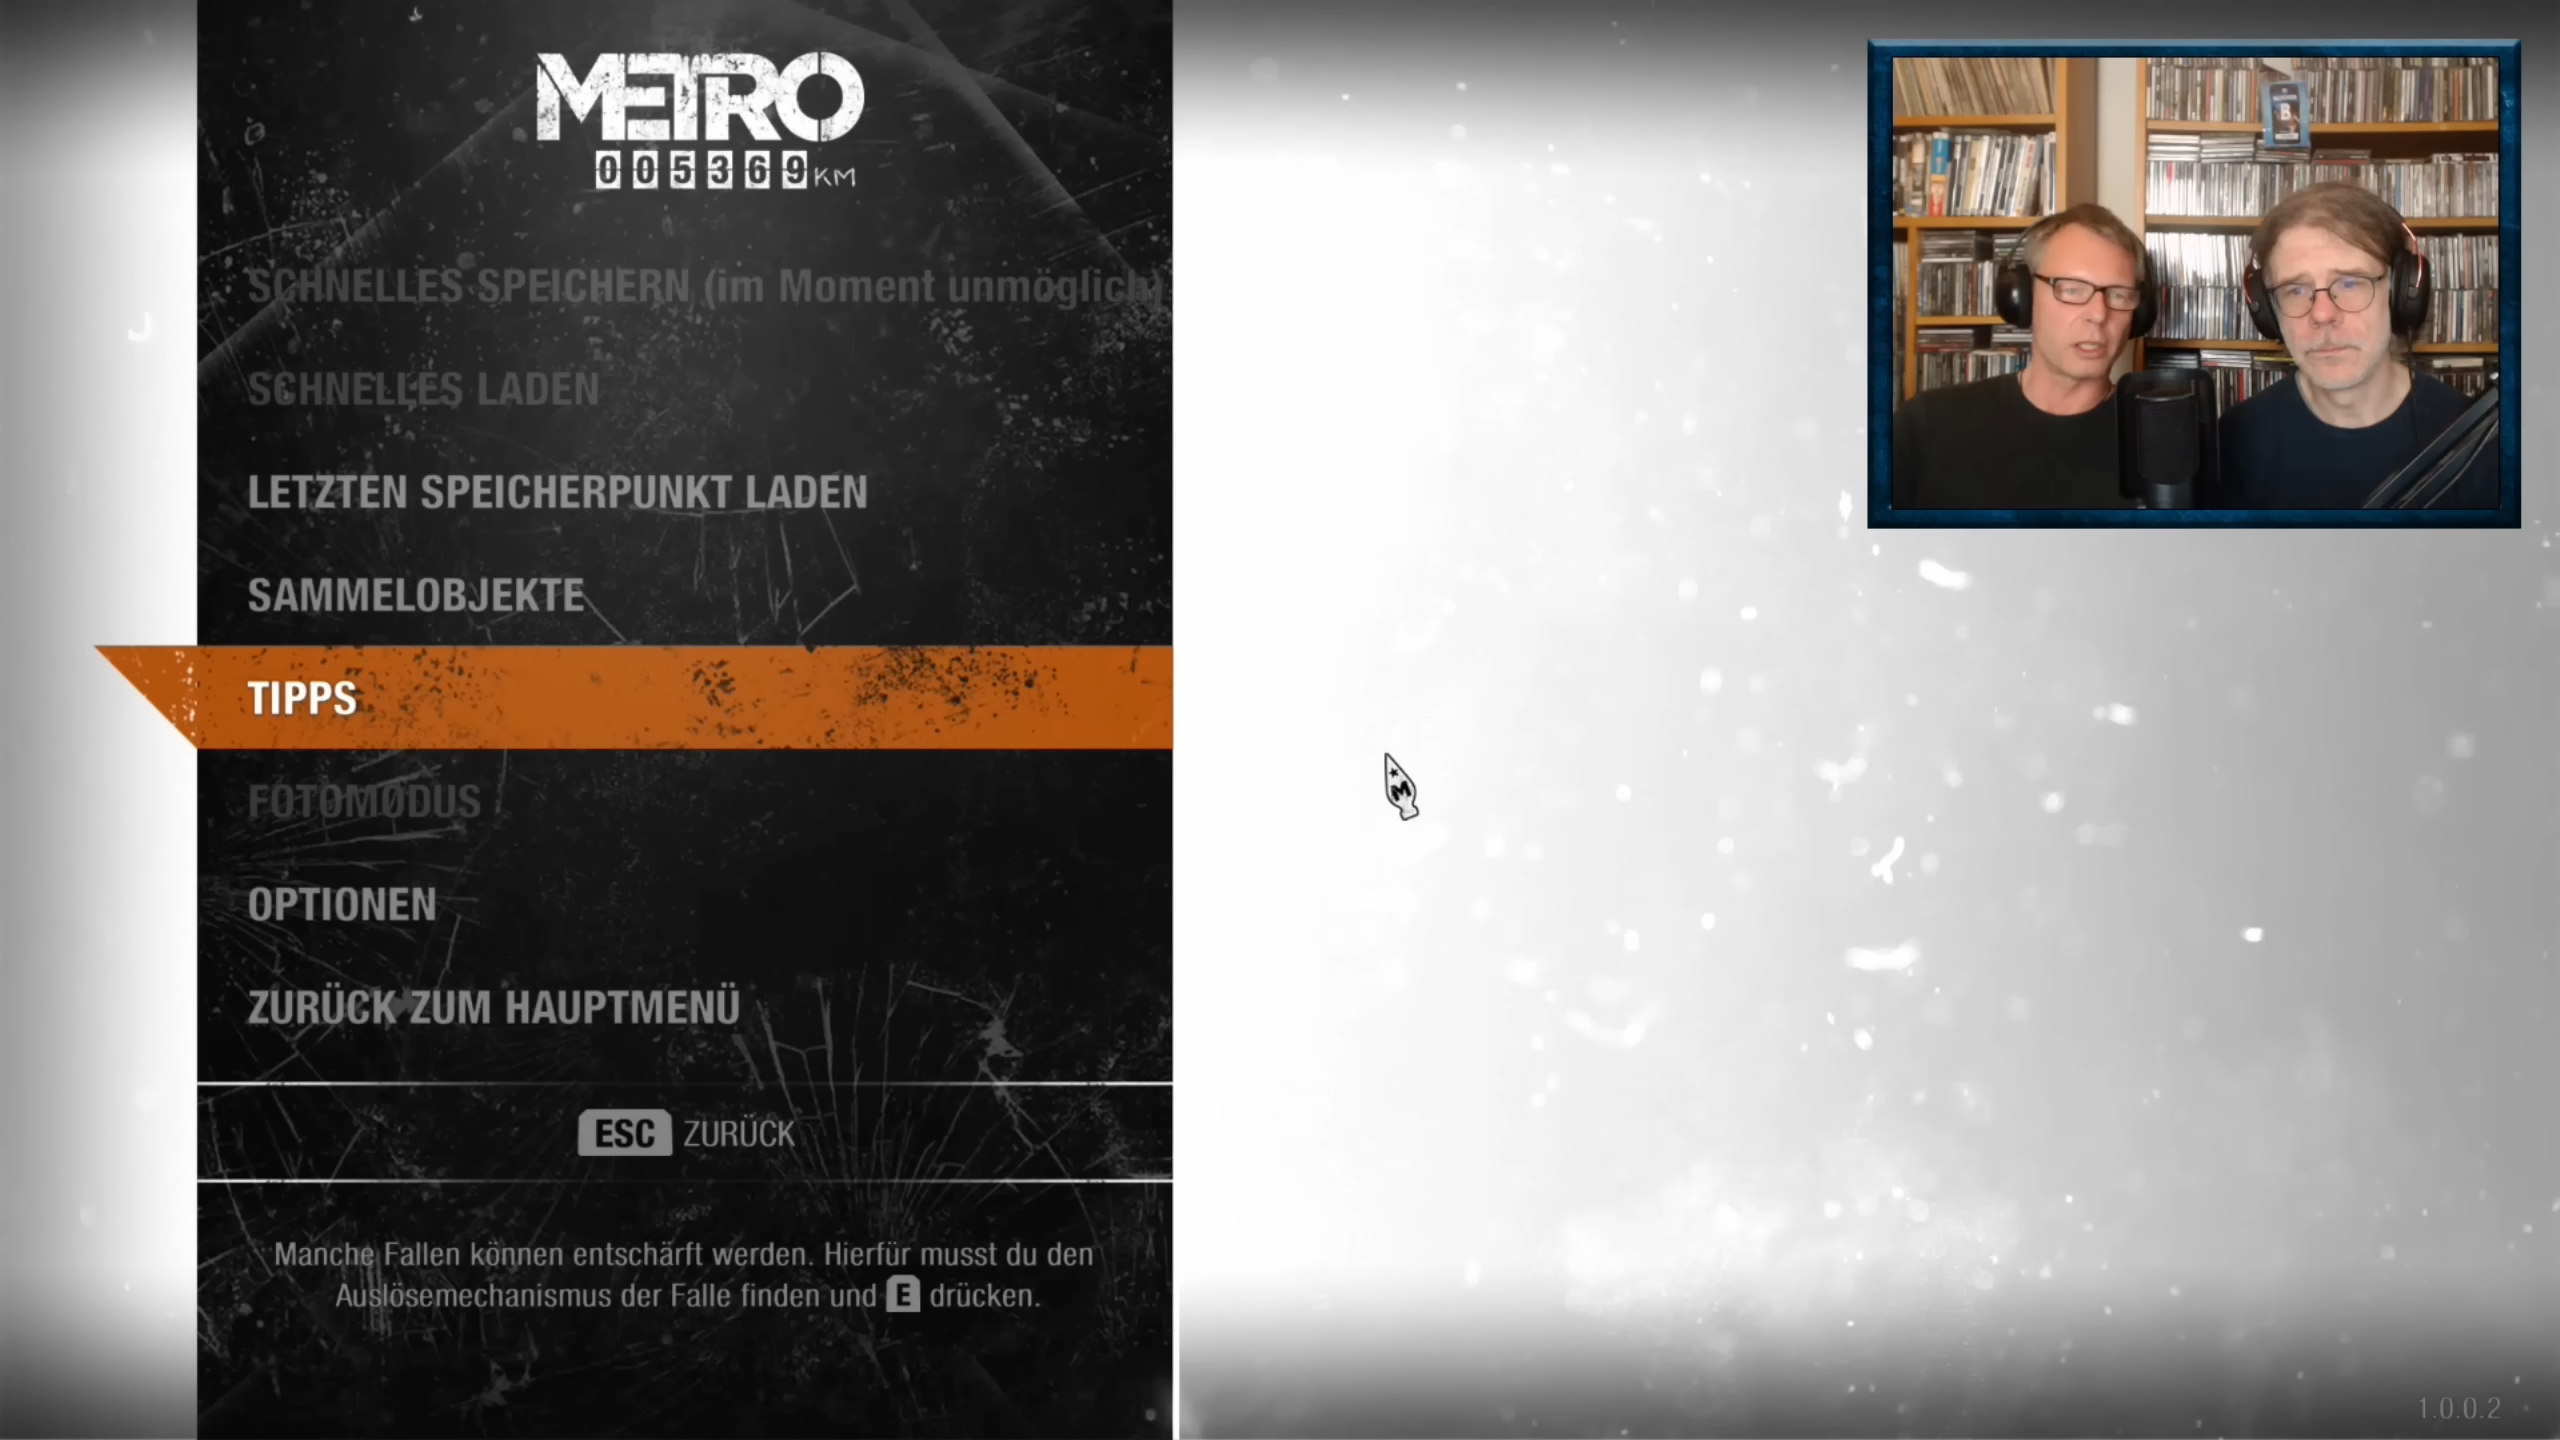 METRO
005369KM
SCHNELLES SPEICHERN (im Moment unmöglich)
SCHNELLES LADEN
LETZTEN SPEICHERPUNKT LADEN
SAMMELOBJEKTE
TIPPS
FOTOMODUS
OPTIONEN
ZURÜCK ZUM HAUPTMENÜ
ESC ZURÜCK
Manche Fallen können entschärft werden. Hierfür musst du den
Auslösemechanismus der Falle finden und E drücken.
M
B
1.0.0.2